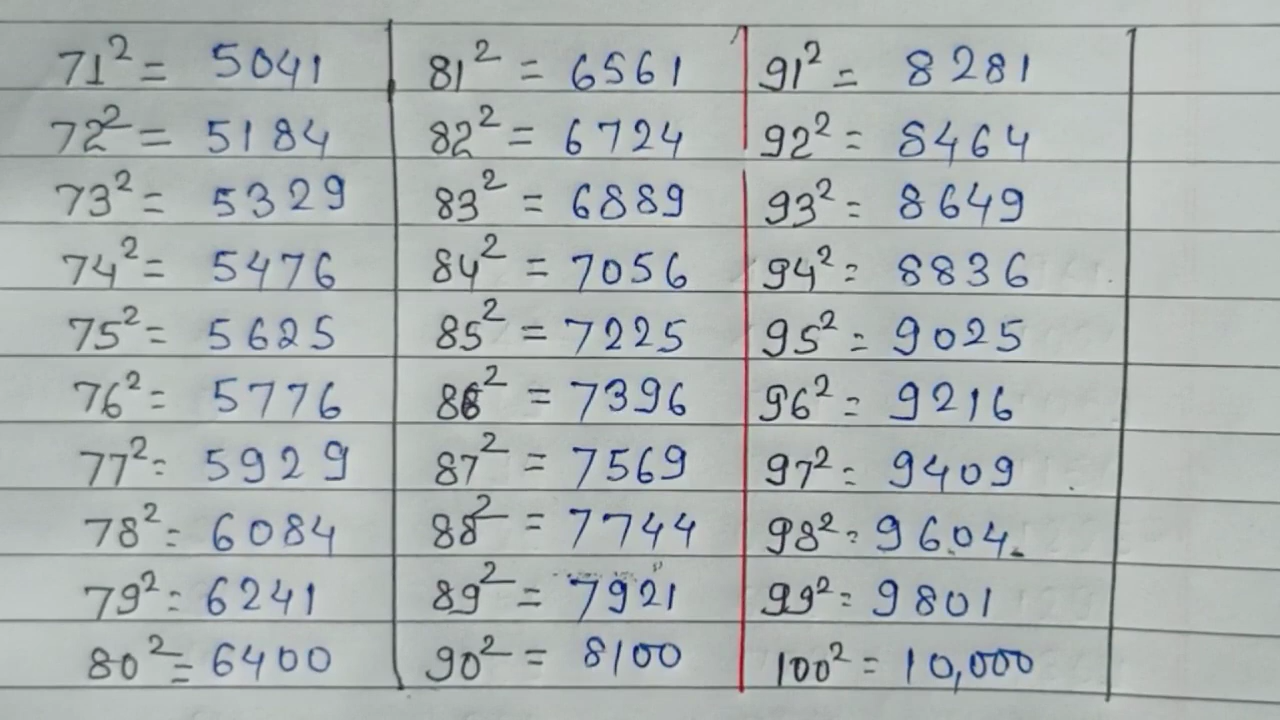 71² = 5041 81² = 6561 91² = 8281
72² = 5184 82² = 6724 92² = 8464
73² = 5329 83² = 6889 93² = 8649
74² = 5476 84² = 7056 94² = 8836
75² = 5625 85² = 7225 95² = 9025
76² = 5776 86² = 7396 96² = 9216
77² = 5929 87² = 7569 97² = 9409
78² = 6084 88² = 7744 98² = 9604
79² = 6241 89² = 7921 99² = 9801
80² = 6400 90² = 8100 100² = 10,000